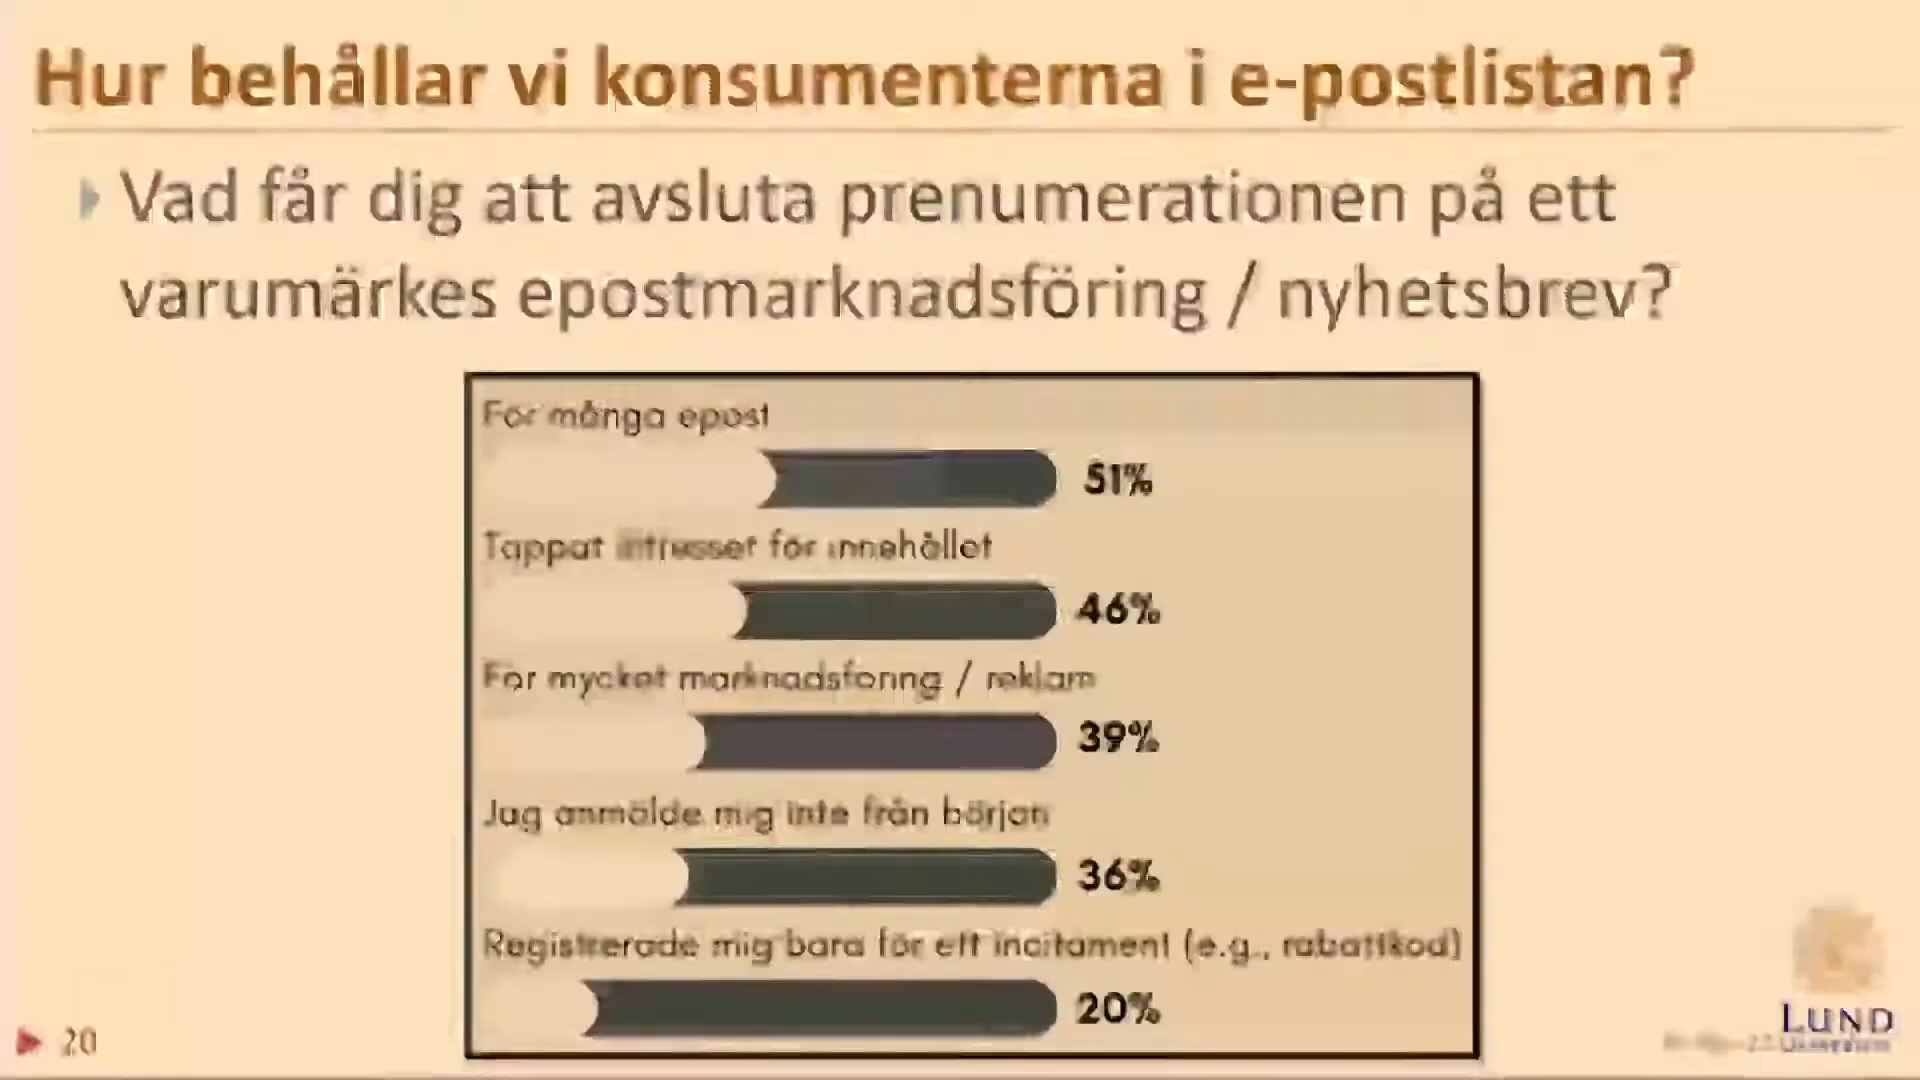 Hur behållar vi konsumenterna i e-postlistan?
Vad får dig att avsluta prenumerationen på ett
varumärkes epostmarknadsföring / nyhetsbrev?
För många epost
51%
Tappat intresset för innehållet
46%
För mycket marknadsföring / reklam
39%
Jag anmälde mig inte från början
36%
Registrerade mig bara för ett incitament (e.g., rabattkod)
20%
20
LUND
UNIVERSITY